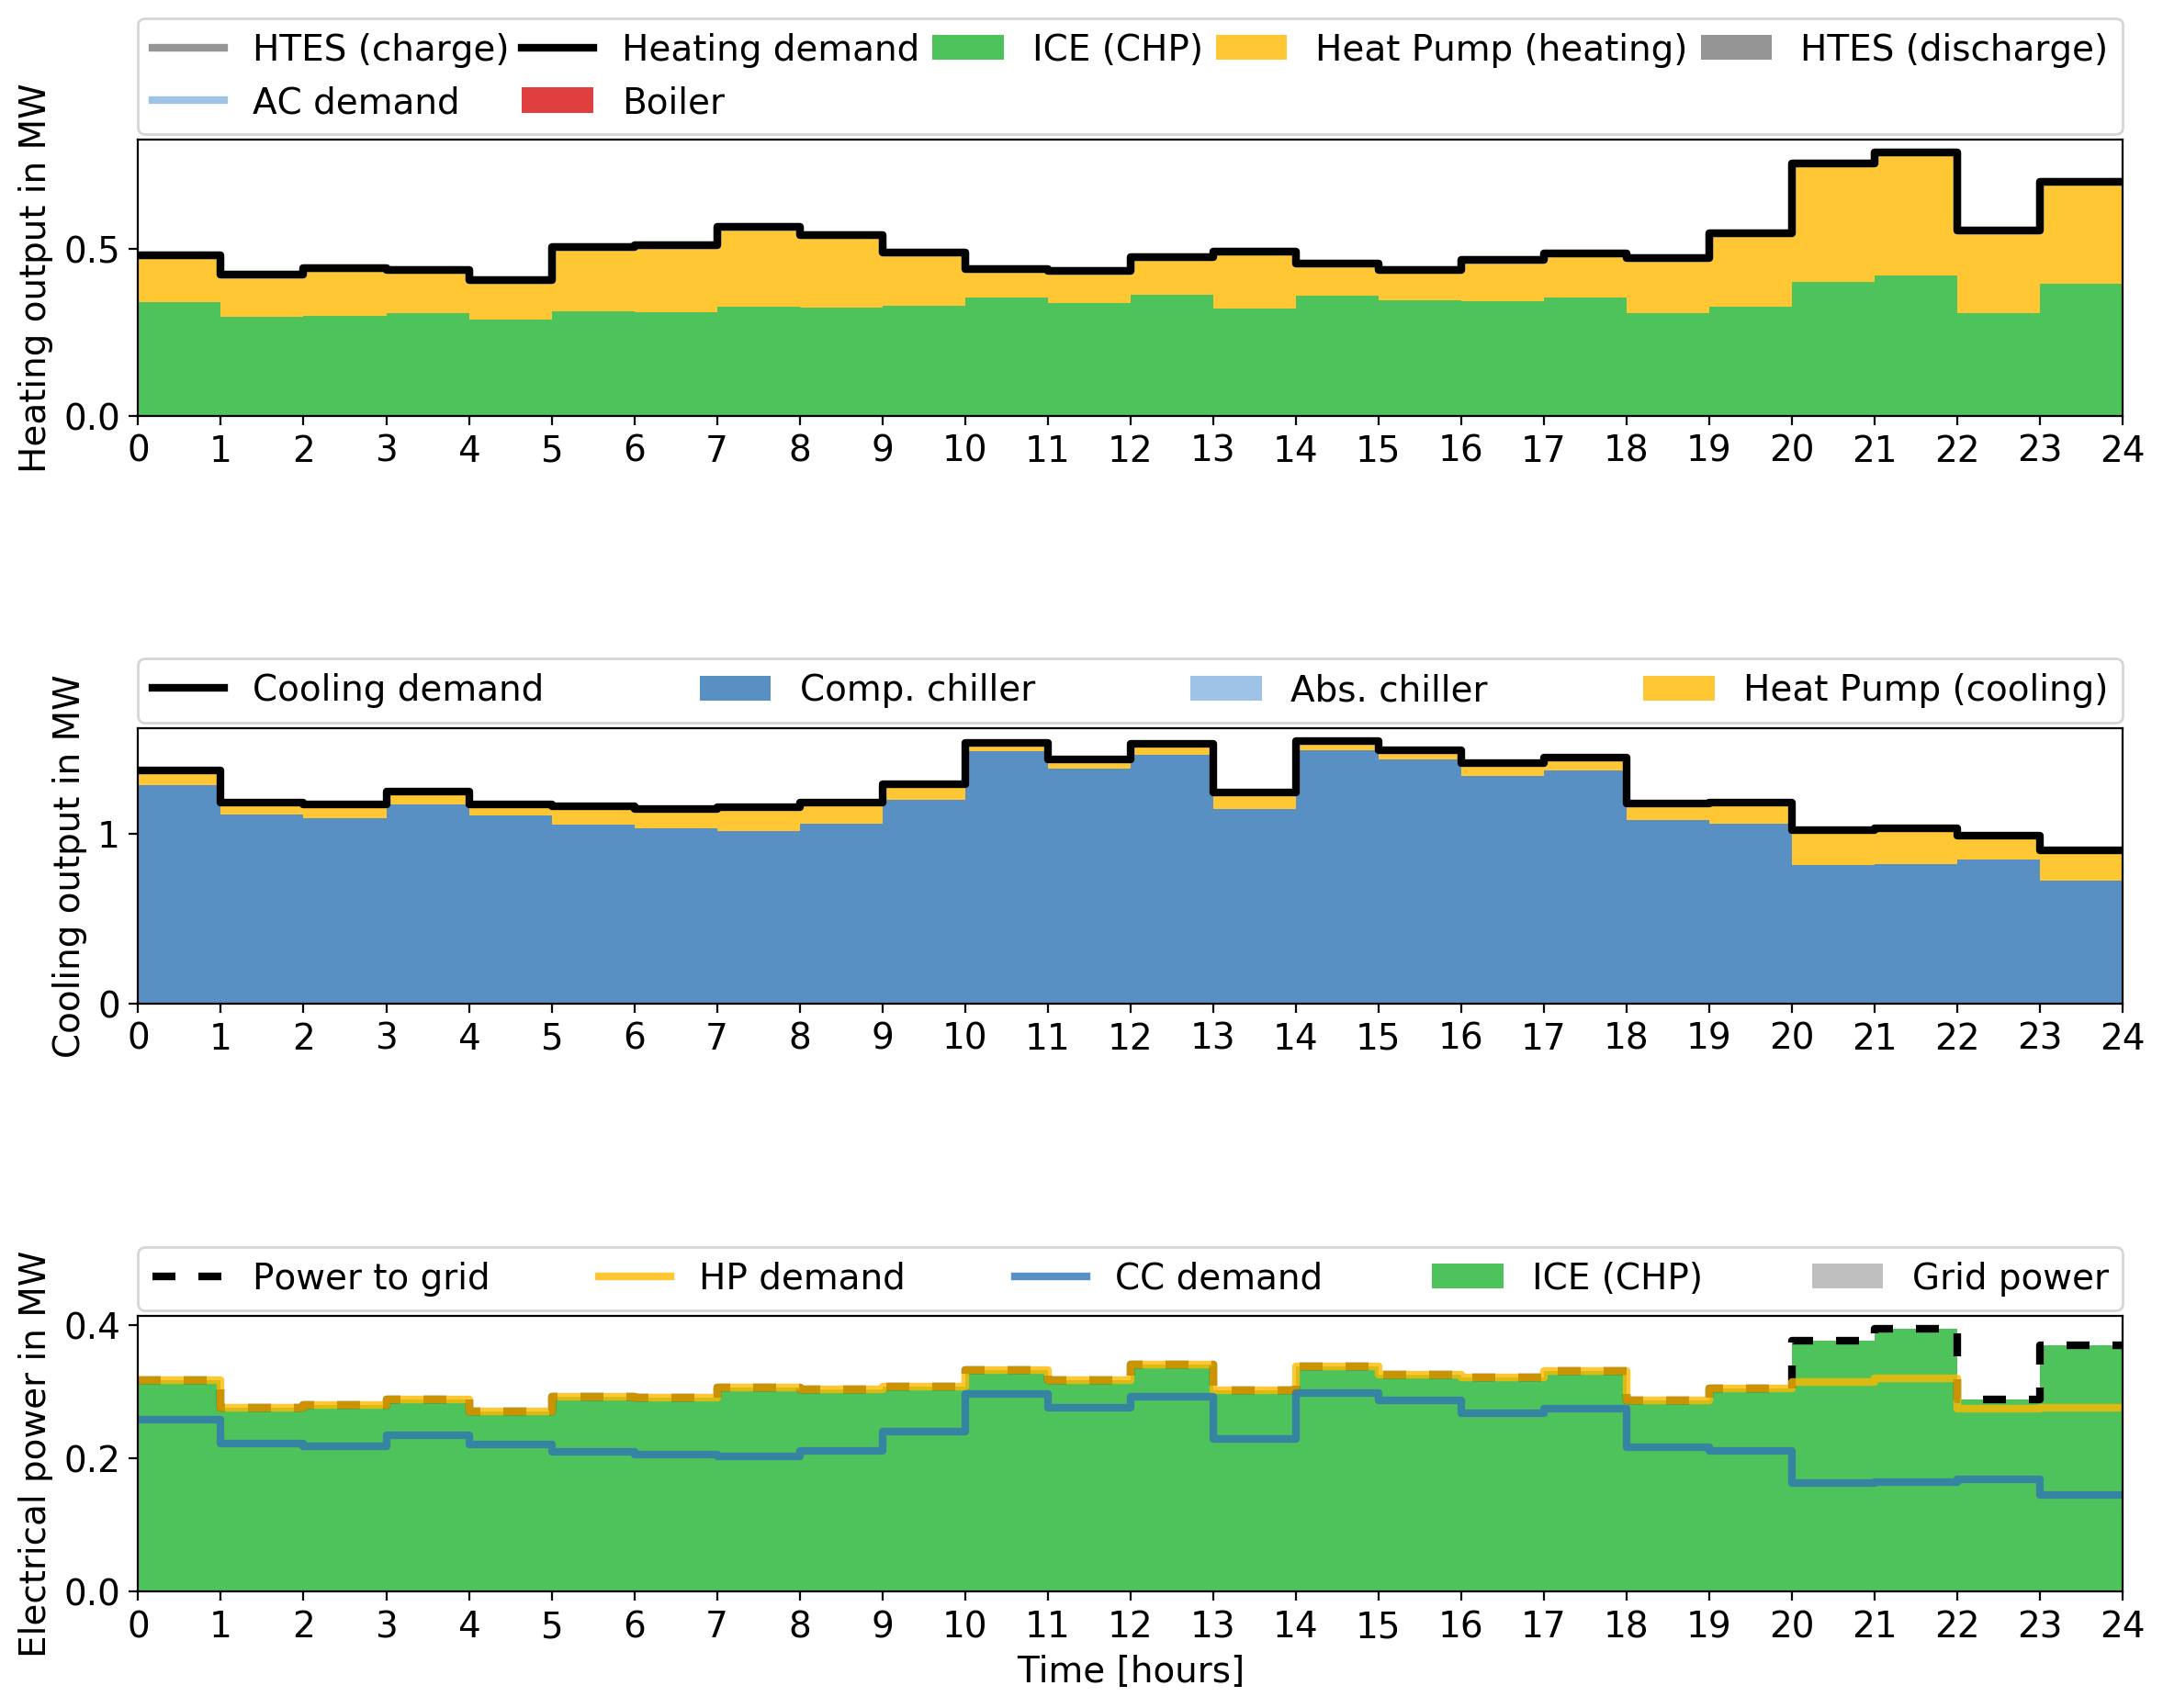 HTES (charge) Heating demand ICE (CHP) Heat Pump (heating) HTES (discharge)
AC demand Boiler
Heating output in MW
0.5
0.0
0 1 2 3 4 5 6 7 8 9 10 11 12 13 14 15 16 17 18 19 20 21 22 23 24
Cooling demand Comp. chiller Abs. chiller Heat Pump (cooling)
Cooling output in MW
1
0
0 1 2 3 4 5 6 7 8 9 10 11 12 13 14 15 16 17 18 19 20 21 22 23 24
Power to grid HP demand CC demand ICE (CHP) Grid power
Electrical power in MW
0.4
0.2
0.0
0 1 2 3 4 5 6 7 8 9 10 11 12 13 14 15 16 17 18 19 20 21 22 23 24
Time [hours]